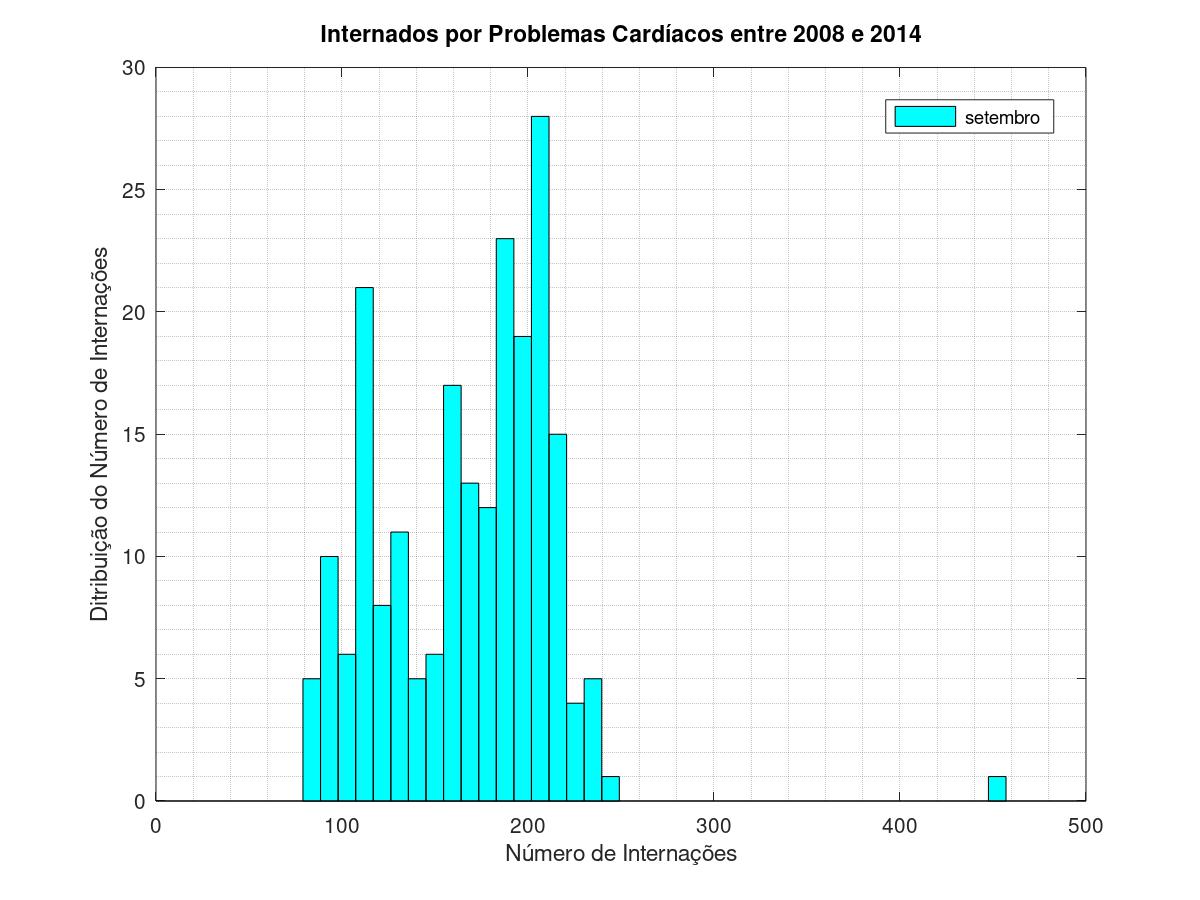 Internados por Problemas Cardíacos entre 2008 e 2014
setembro
30
25
20
15
10
5
0
Ditribuição do Número de Internações
0 100 200 300 400 500
Número de Internações